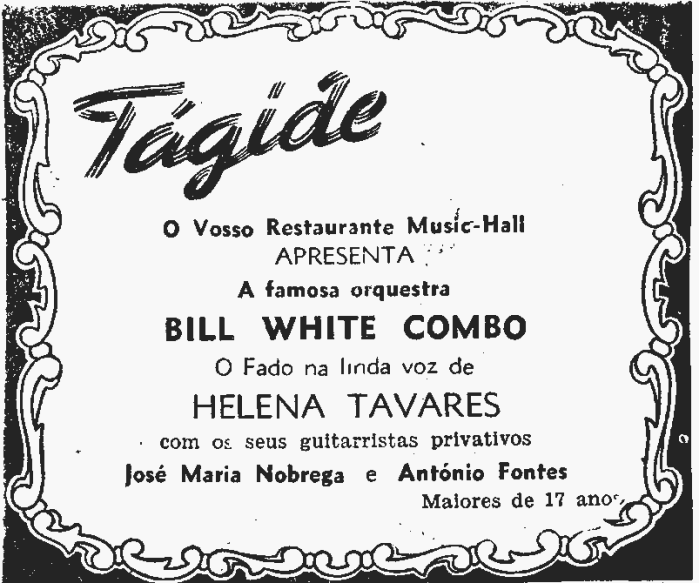 Tágide
O Vosso Restaurante Music-Hall
APRESENTA
A famosa orquestra
BILL WHITE COMBO
O Fado na linda voz de
HELENA TAVARES
com os seus guitarristas privativos
José Maria Nobrega e António Fontes
Maiores de 17 anos